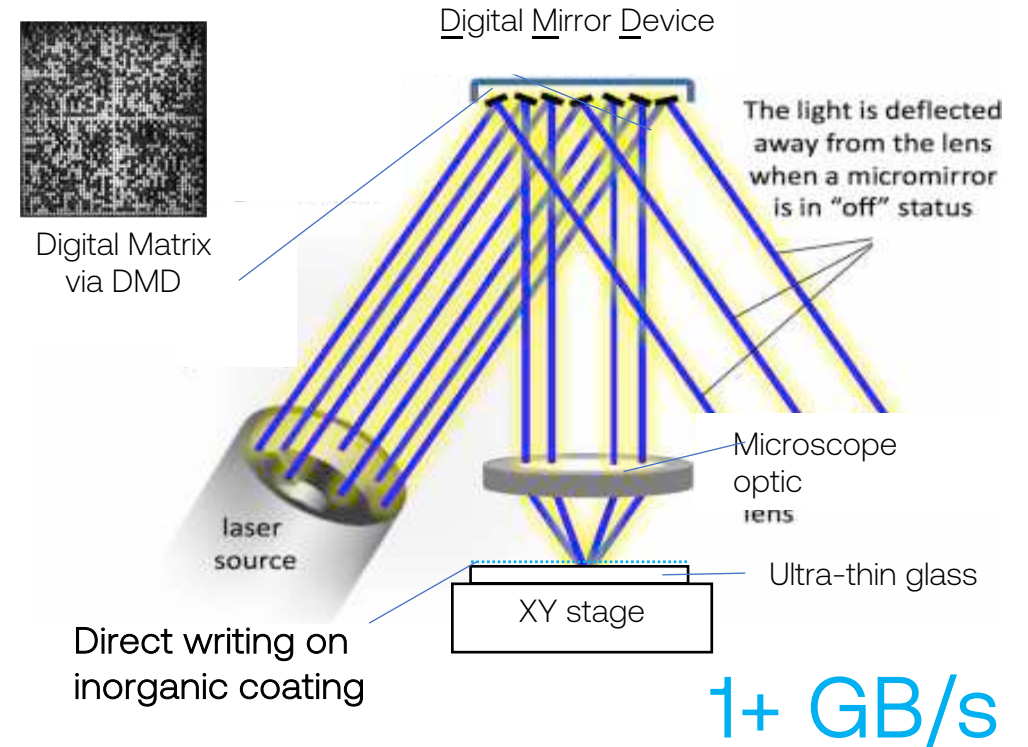 Digital Mirror Device
The light is deflected
away from the lens
when a micromirror
is in “off” status
Digital Matrix
via DMD
Microscope
optic
lens
laser
source
Ultra-thin glass
XY stage
Direct writing on
inorganic coating
1+ GB/s